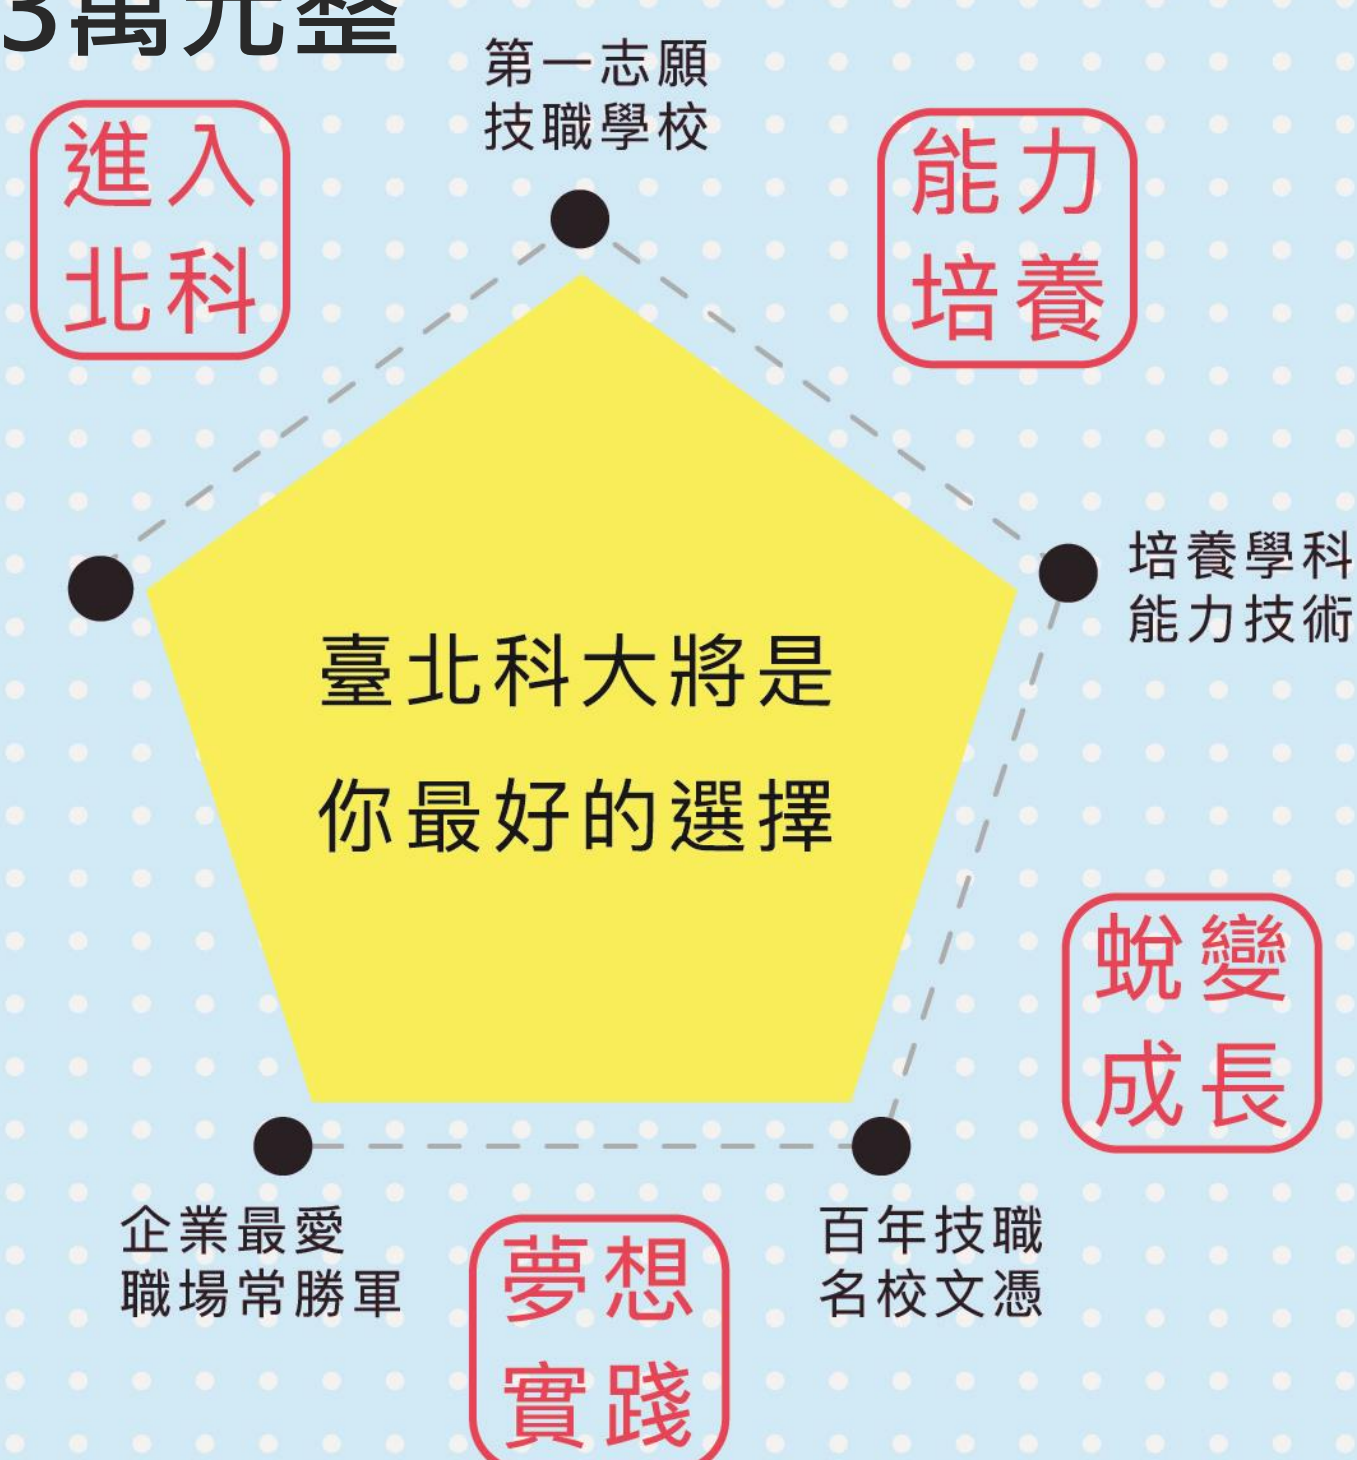 3萬元整
第一志願
技職學校
進入
北科
能力
培養
培養學科
能力技術
臺北科大將是
你最好的選擇
蛻變
成長
企業最愛
職場常勝軍
百年技職
名校文憑
夢想
實踐